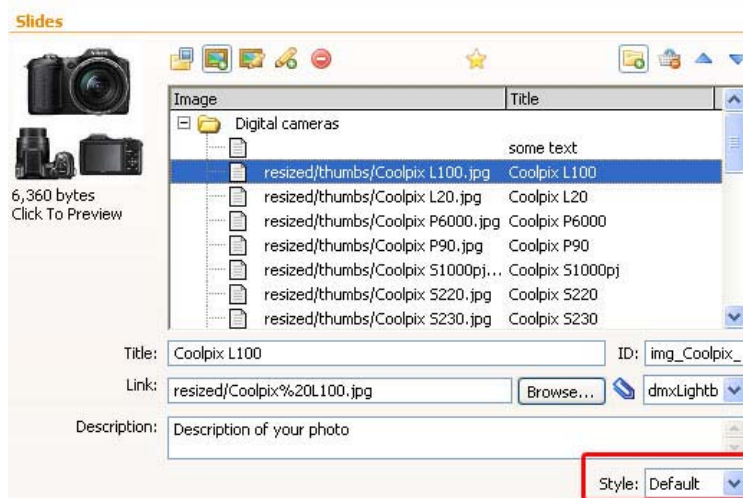 Slides
6,360 bytes
Click To Preview
Image Title
Digital cameras
some text
resized/thumbs/Coolpix L100.jpg Coolpix L100
resized/thumbs/Coolpix L20.jpg Coolpix L20
resized/thumbs/Coolpix P6000.jpg Coolpix P6000
resized/thumbs/Coolpix P90.jpg Coolpix P90
resized/thumbs/Coolpix S1000pj... Coolpix S1000pj
resized/thumbs/Coolpix S220.jpg Coolpix S220
resized/thumbs/Coolpix S230.jpg Coolpix S230
Title: Coolpix L100 ID: img_Coolpix_
Link: resized/Coolpix%20L100.jpg Browse... dmxLightb
Description: Description of your photo
Style: Default